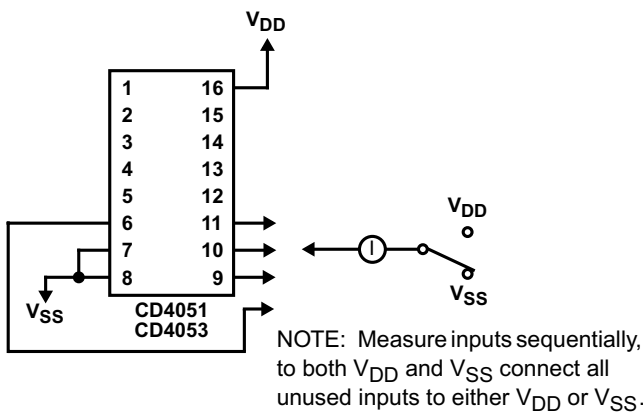 VDD
1 16
2 15
3 14
4 13
5 12
6 11
7 10
8 9
VSS
CD4051
CD4053
I
VDD
VSS
NOTE: Measure inputs sequentially,
to both VDD and VSS connect all
unused inputs to either VDD or VSS.